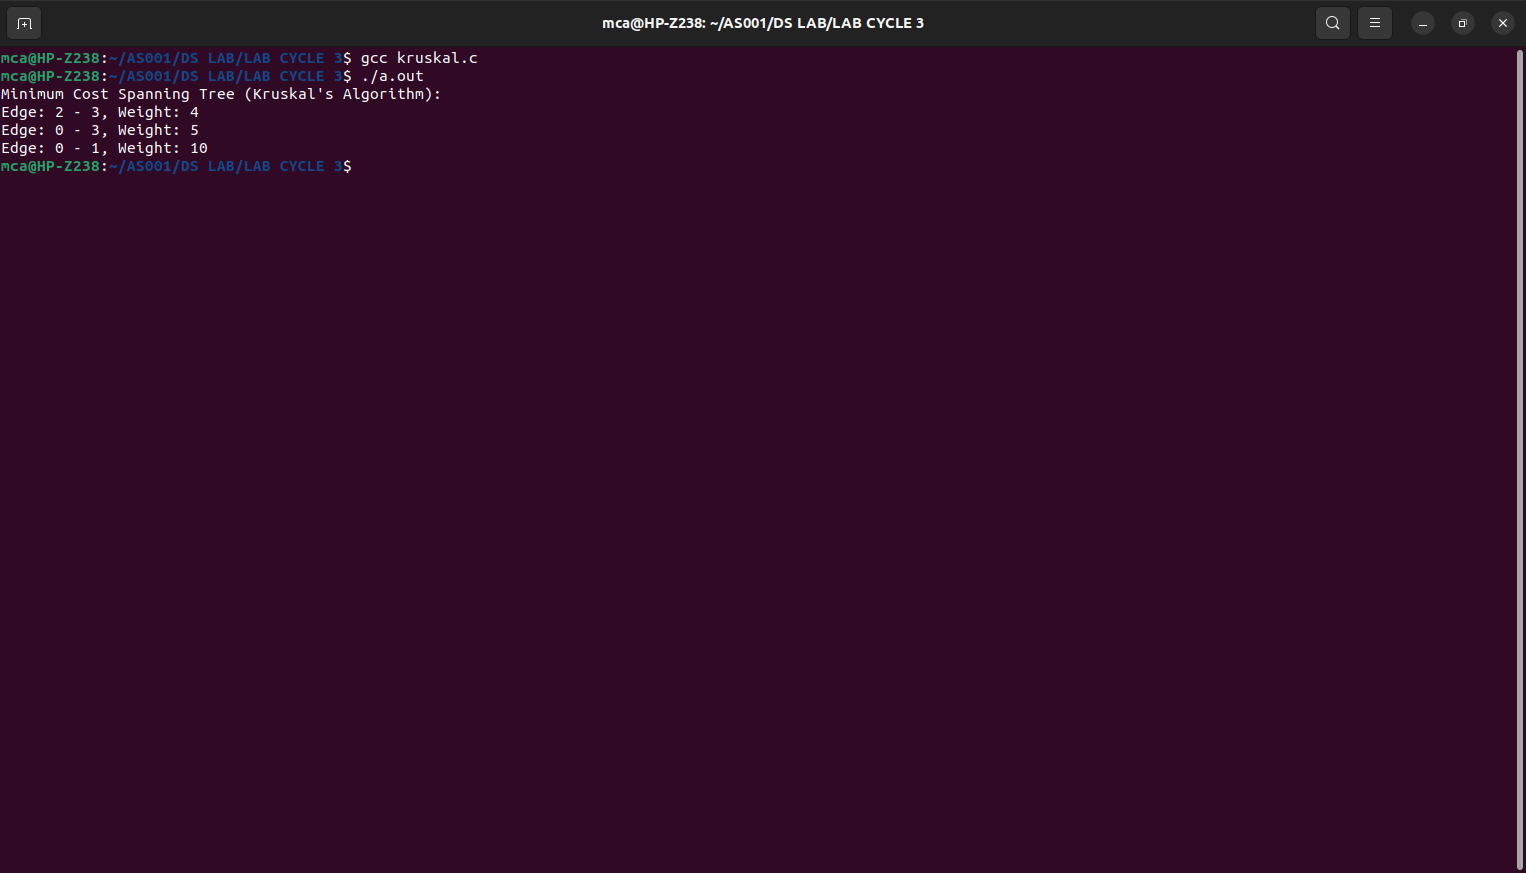 mca@HP-Z238: ~/AS001/DS LAB/LAB CYCLE 3
mca@HP-Z238:~/AS001/DS LAB/LAB CYCLE 3$ gcc kruskal.c
mca@HP-Z238:~/AS001/DS LAB/LAB CYCLE 3$ ./a.out
Minimum Cost Spanning Tree (Kruskal's Algorithm):
Edge: 2 - 3, Weight: 4
Edge: 0 - 3, Weight: 5
Edge: 0 - 1, Weight: 10
mca@HP-Z238:~/AS001/DS LAB/LAB CYCLE 3$